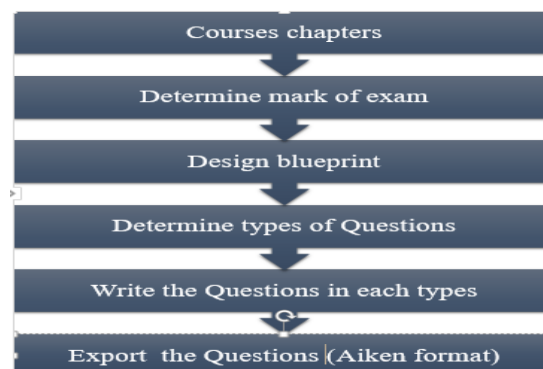 Courses chapters
Determine mark of exam
Design blueprint
Determine types of Questions
Write the Questions in each types
Export the Questions (Aiken format)